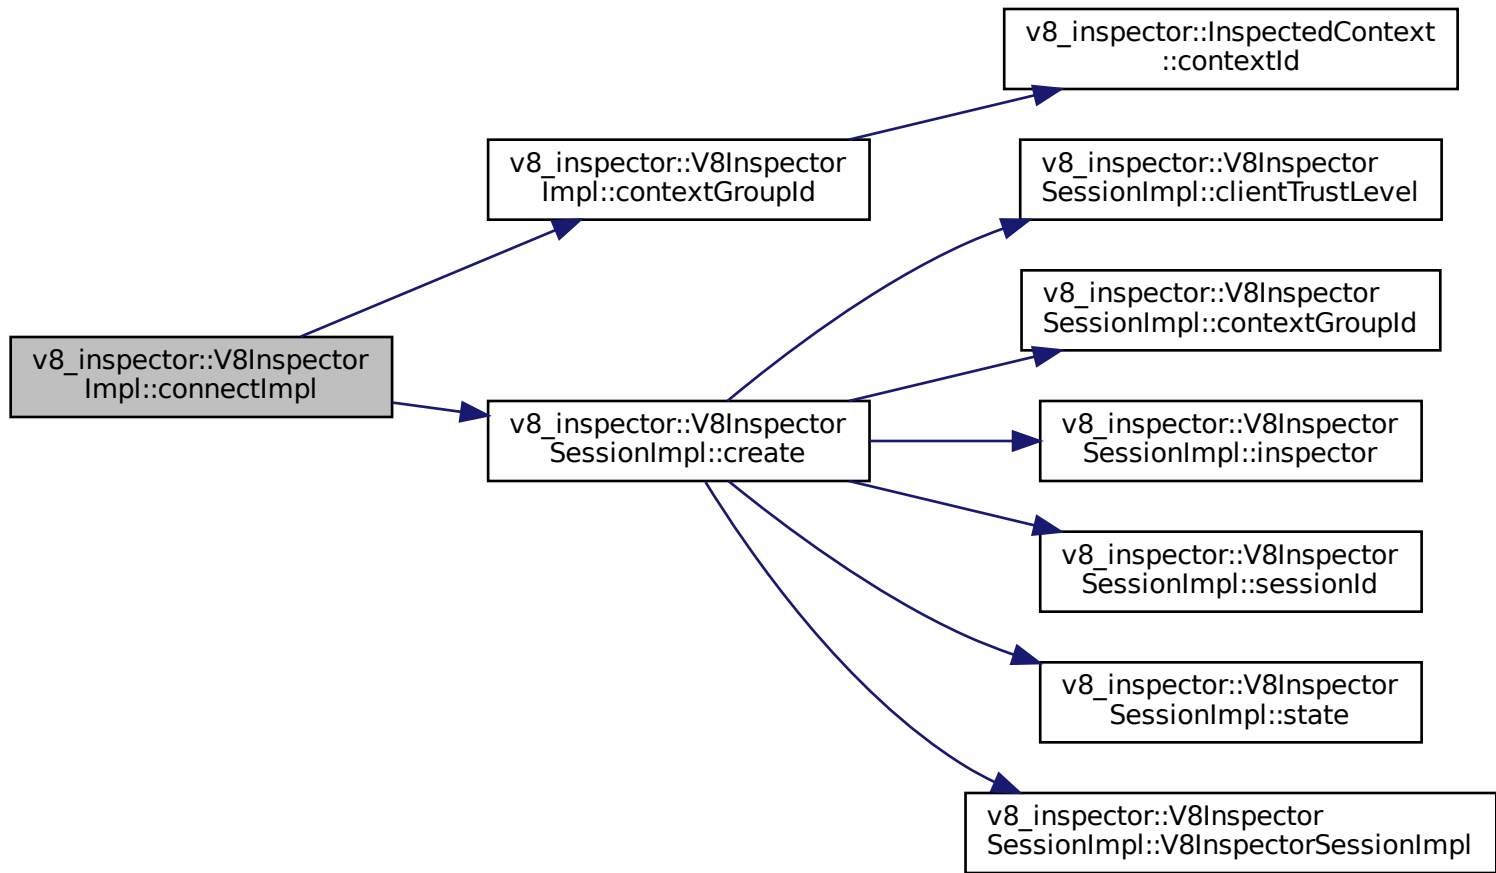 v8_inspector::InspectedContext
::contextId
v8_inspector::V8Inspector
Impl::contextGroupId
v8_inspector::V8Inspector
SessionImpl::clientTrustLevel
v8_inspector::V8Inspector
SessionImpl::contextGroupId
v8_inspector::V8Inspector
Impl::connectImpl
v8_inspector::V8Inspector
SessionImpl::create
v8_inspector::V8Inspector
SessionImpl::inspector
v8_inspector::V8Inspector
SessionImpl::sessionId
v8_inspector::V8Inspector
SessionImpl::state
v8_inspector::V8Inspector
SessionImpl::V8InspectorSessionImpl